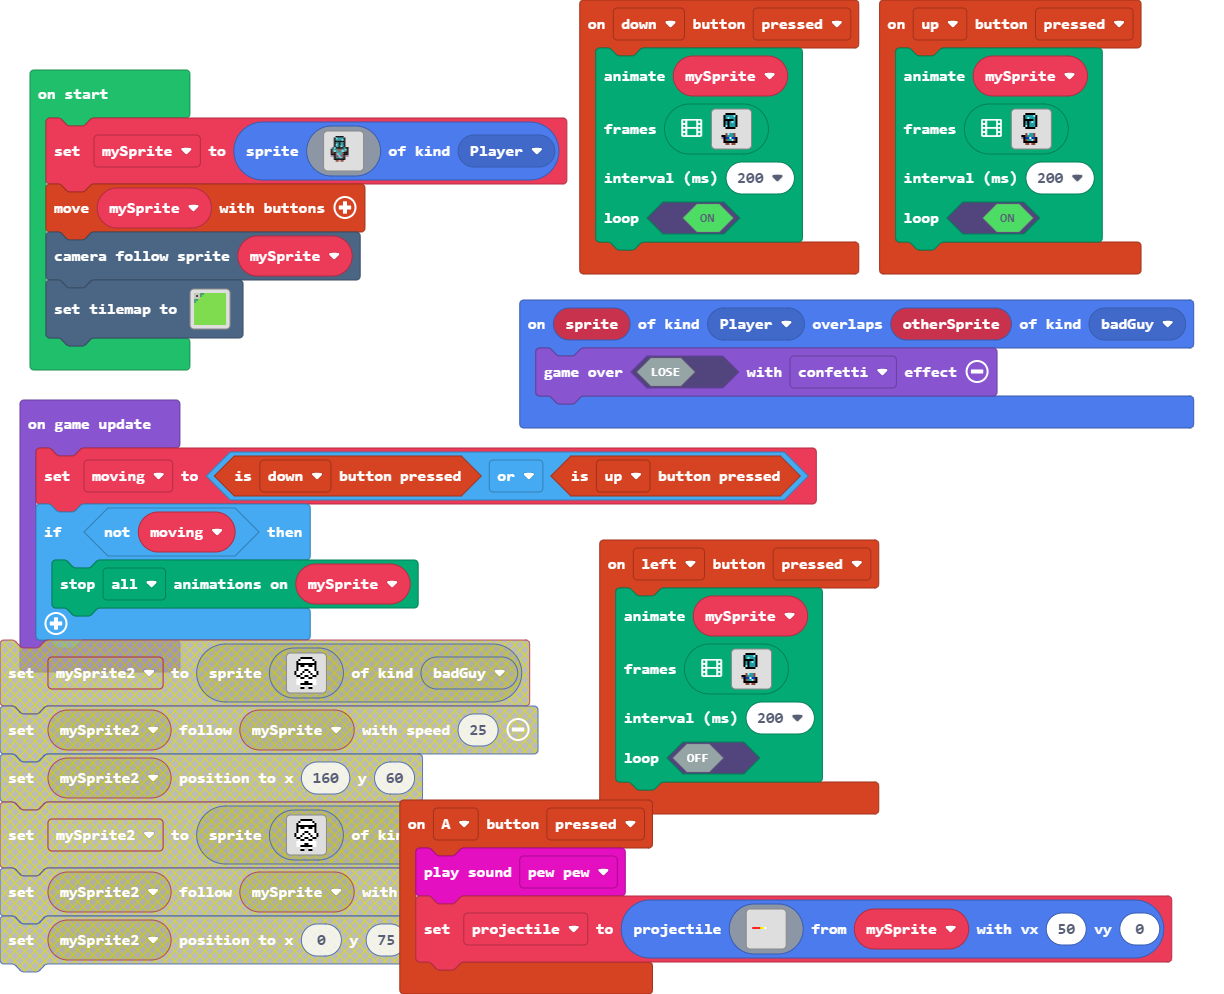 on start
set mySprite to sprite of kind Player
move mySprite with buttons
camera follow sprite mySprite
set tilemap to
on down button pressed
animate mySprite
frames
interval (ms) 200
loop ON
on up button pressed
animate mySprite
frames
interval (ms) 200
loop ON
on sprite of kind Player overlaps otherSprite of kind badGuy
game over LOSE with confetti effect
on game update
set moving to is down button pressed or is up button pressed
if not moving then
stop all animations on mySprite
set mySprite2 to sprite of kind badGuy
set mySprite2 follow mySprite with speed 25
set mySprite2 position to x 160 y 60
set mySprite2 to sprite of kin
set mySprite2 follow mySprite with
set mySprite2 position to x 0 y 75
on left button pressed
animate mySprite
frames
interval (ms) 200
loop OFF
on A button pressed
play sound pew pew
set projectile to projectile from mySprite with vx 50 vy 0